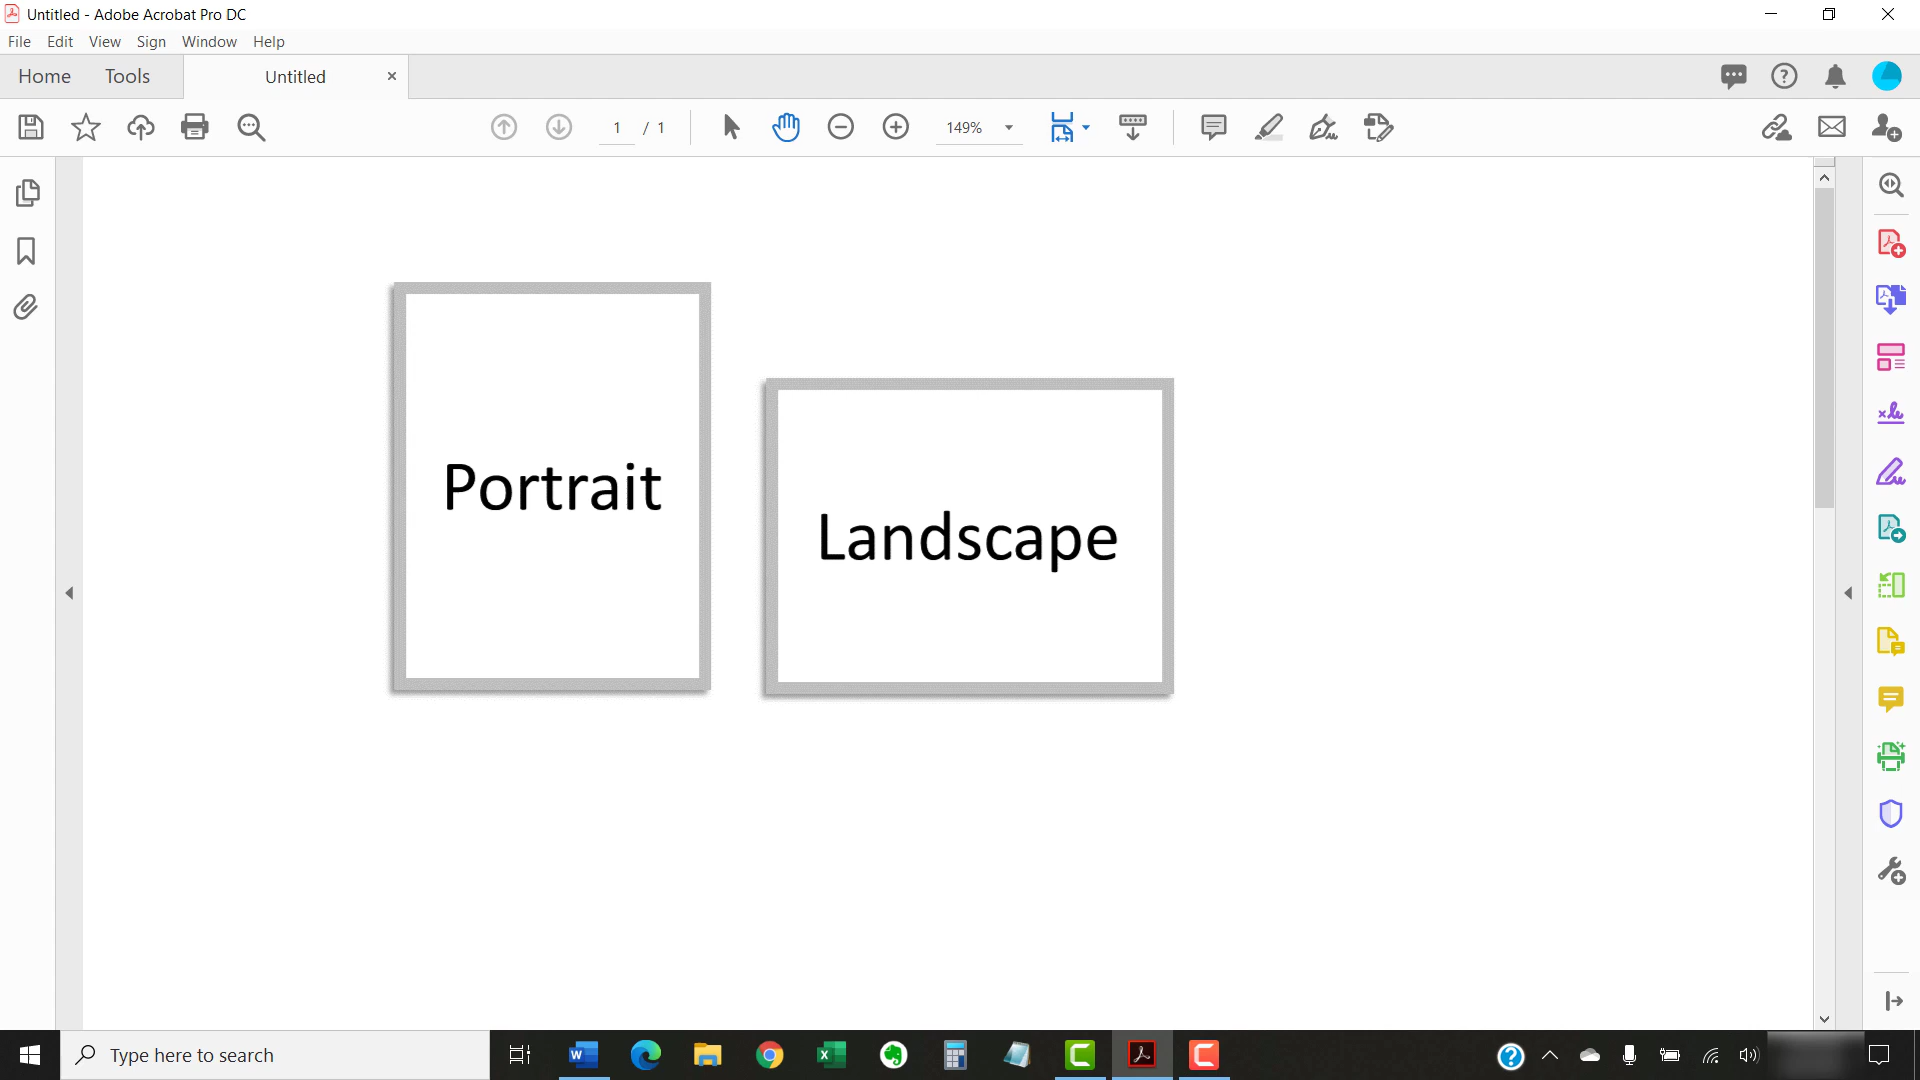 Untitled - Adobe Acrobat Pro DC
File Edit View Sign Window Help
Home Tools Untitled
1 / 1 149%
Portrait
Landscape
Type here to search